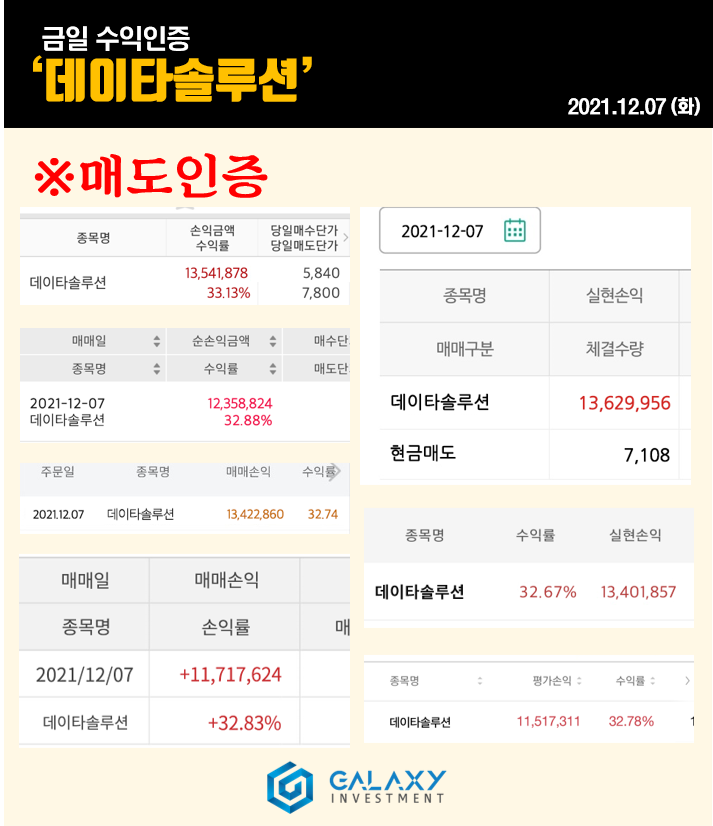 금일 수익인증
‘데이타솔루션’
2021.12.07 (화)
※매도인증
종목명 손익금액 당일매수단가
수익률 당일매도단가
데이타솔루션 13,541,878 5,840
33.13% 7,800
매매일 순손익금액 매수단
종목명 수익률 매도단
2021-12-07 12,358,824
데이타솔루션 32.88%
주문일 종목명 매매손익 수익률
2021.12.07 데이타솔루션 13,422,860 32.74
매매일 매매손익
종목명 손익률 매
2021/12/07 +11,717,624
데이타솔루션 +32.83%
2021-12-07
종목명 실현손익
매매구분 체결수량
데이타솔루션 13,629,956
현금매도 7,108
종목명 수익률 실현손익
데이타솔루션 32.67% 13,401,857
종목명 평가손익 수익률
데이타솔루션 11,517,311 32.78% 1
GALAXY
INVESTMENT